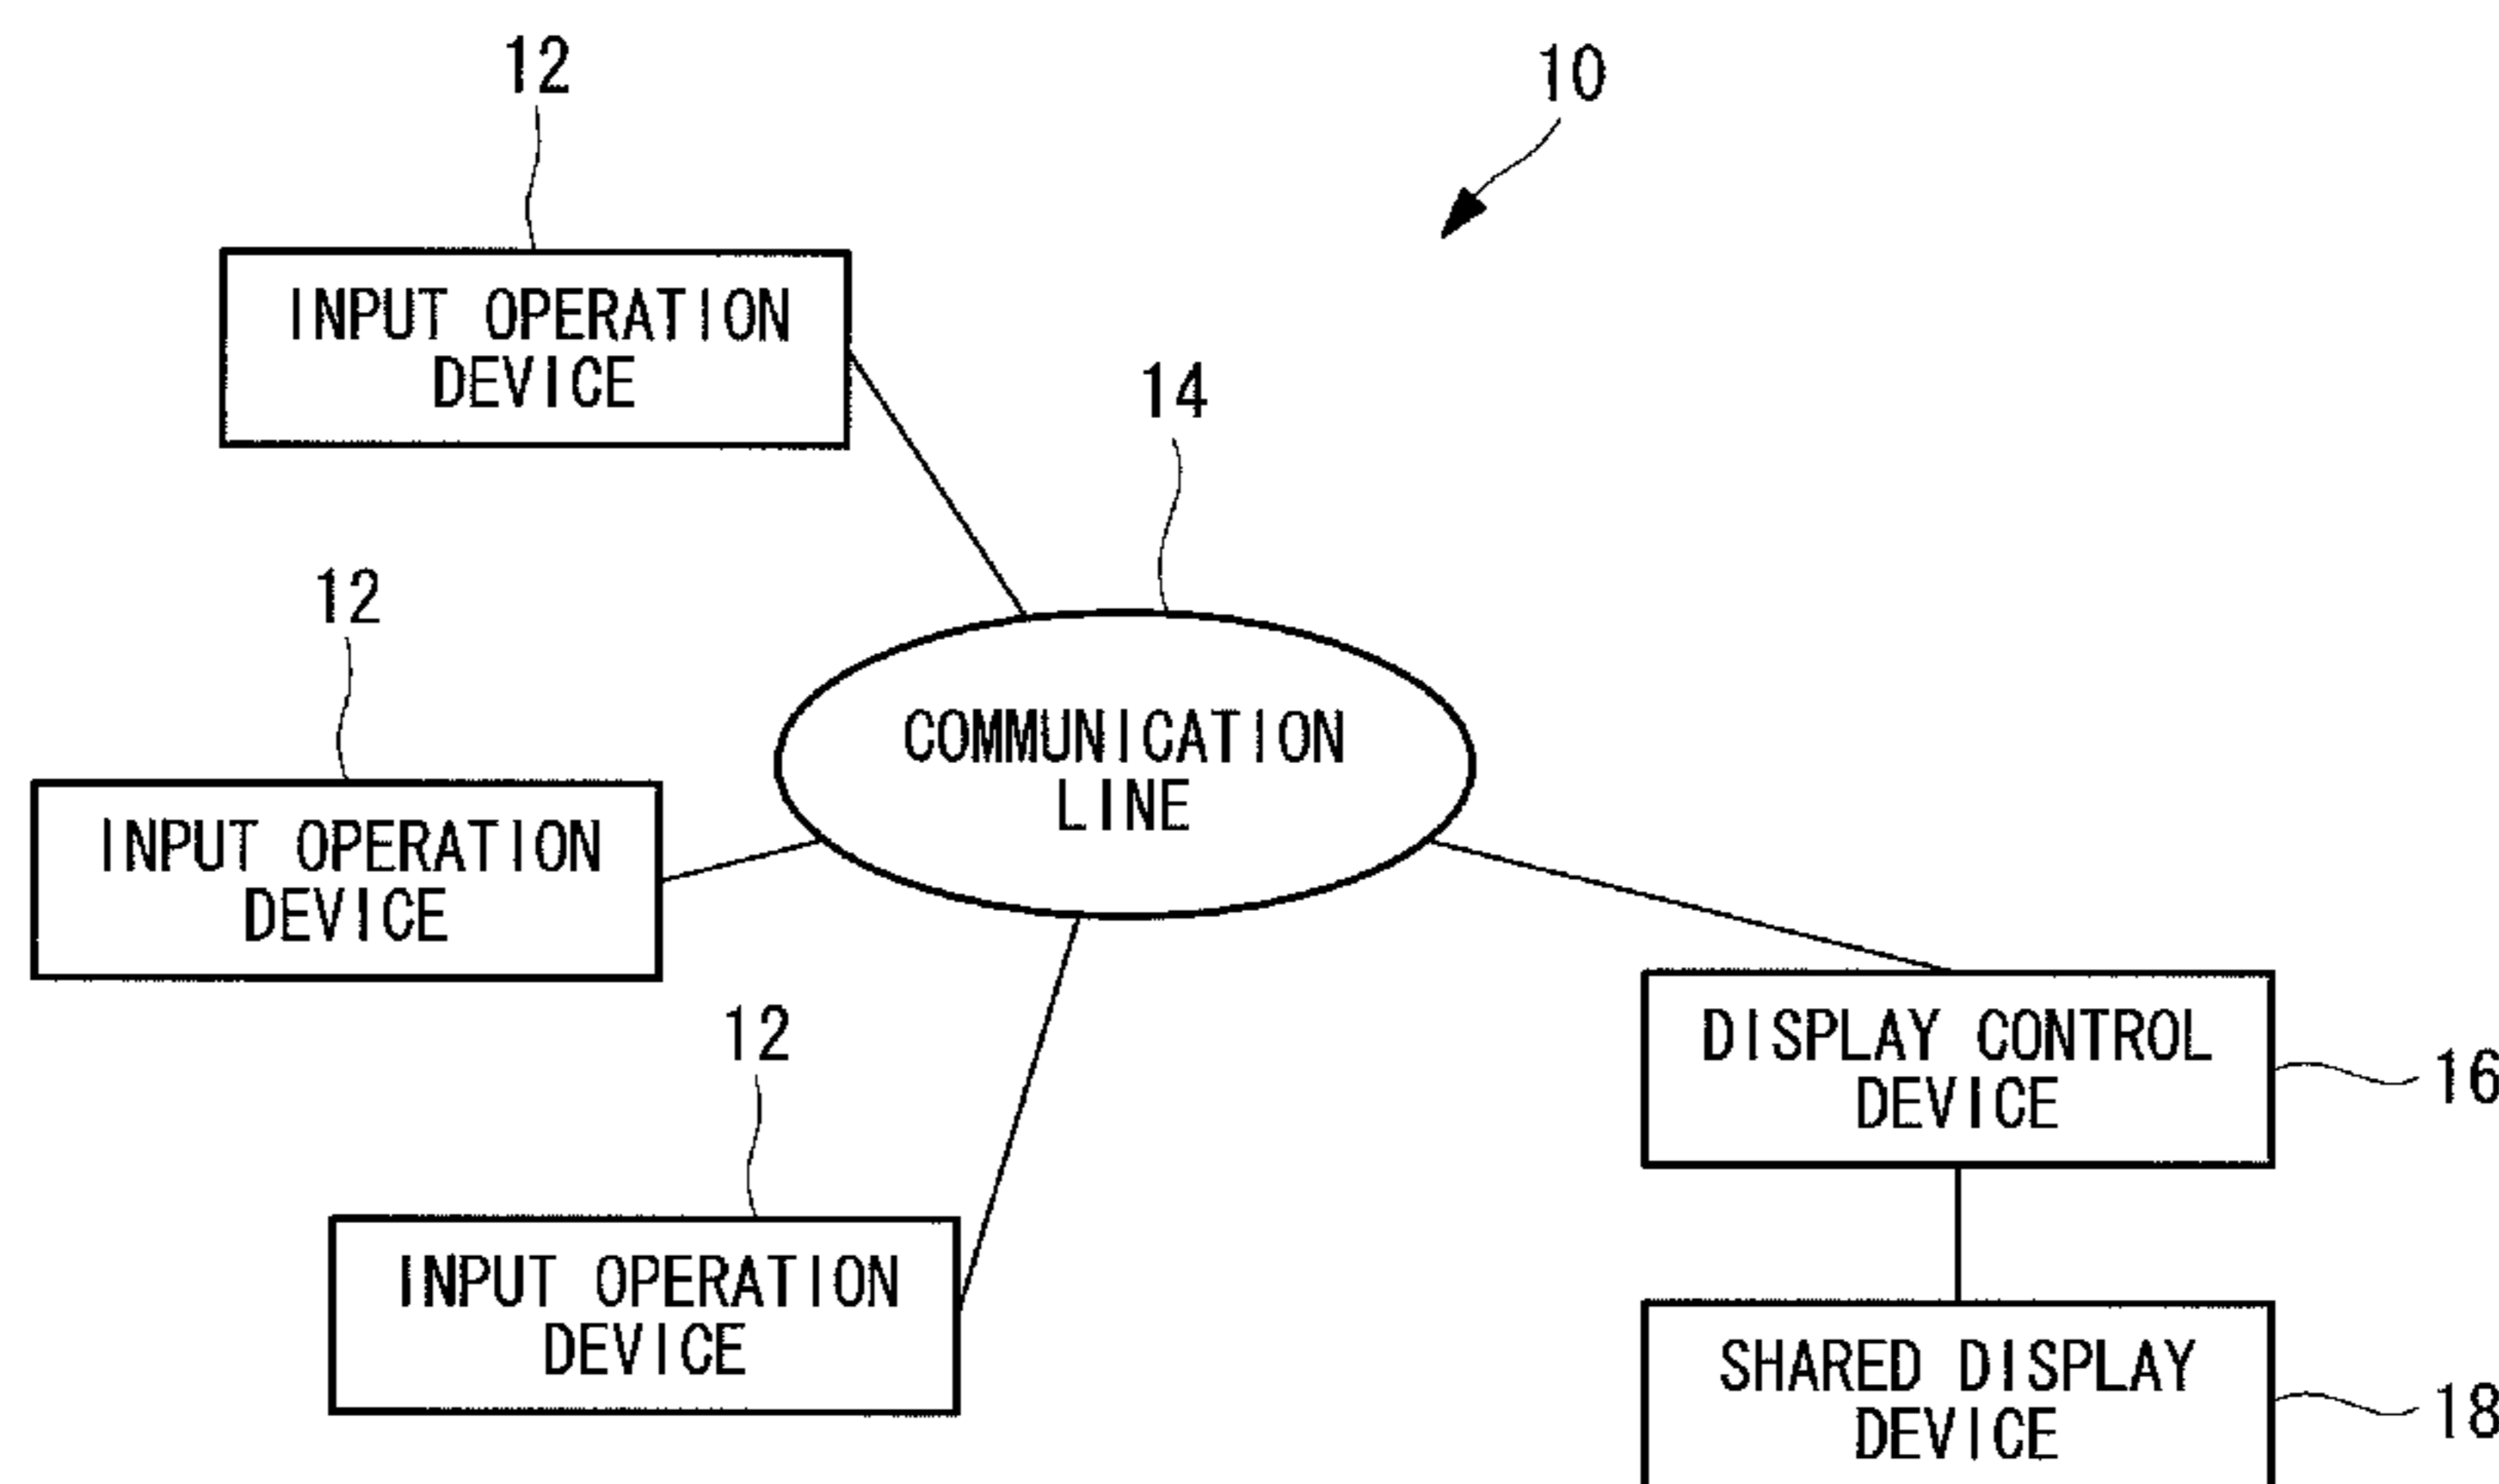 12
10
INPUT OPERATION
DEVICE
14
12
COMMUNICATION
LINE
INPUT OPERATION
DEVICE
12
DISPLAY CONTROL
DEVICE
16
INPUT OPERATION
DEVICE
SHARED DISPLAY
DEVICE
18